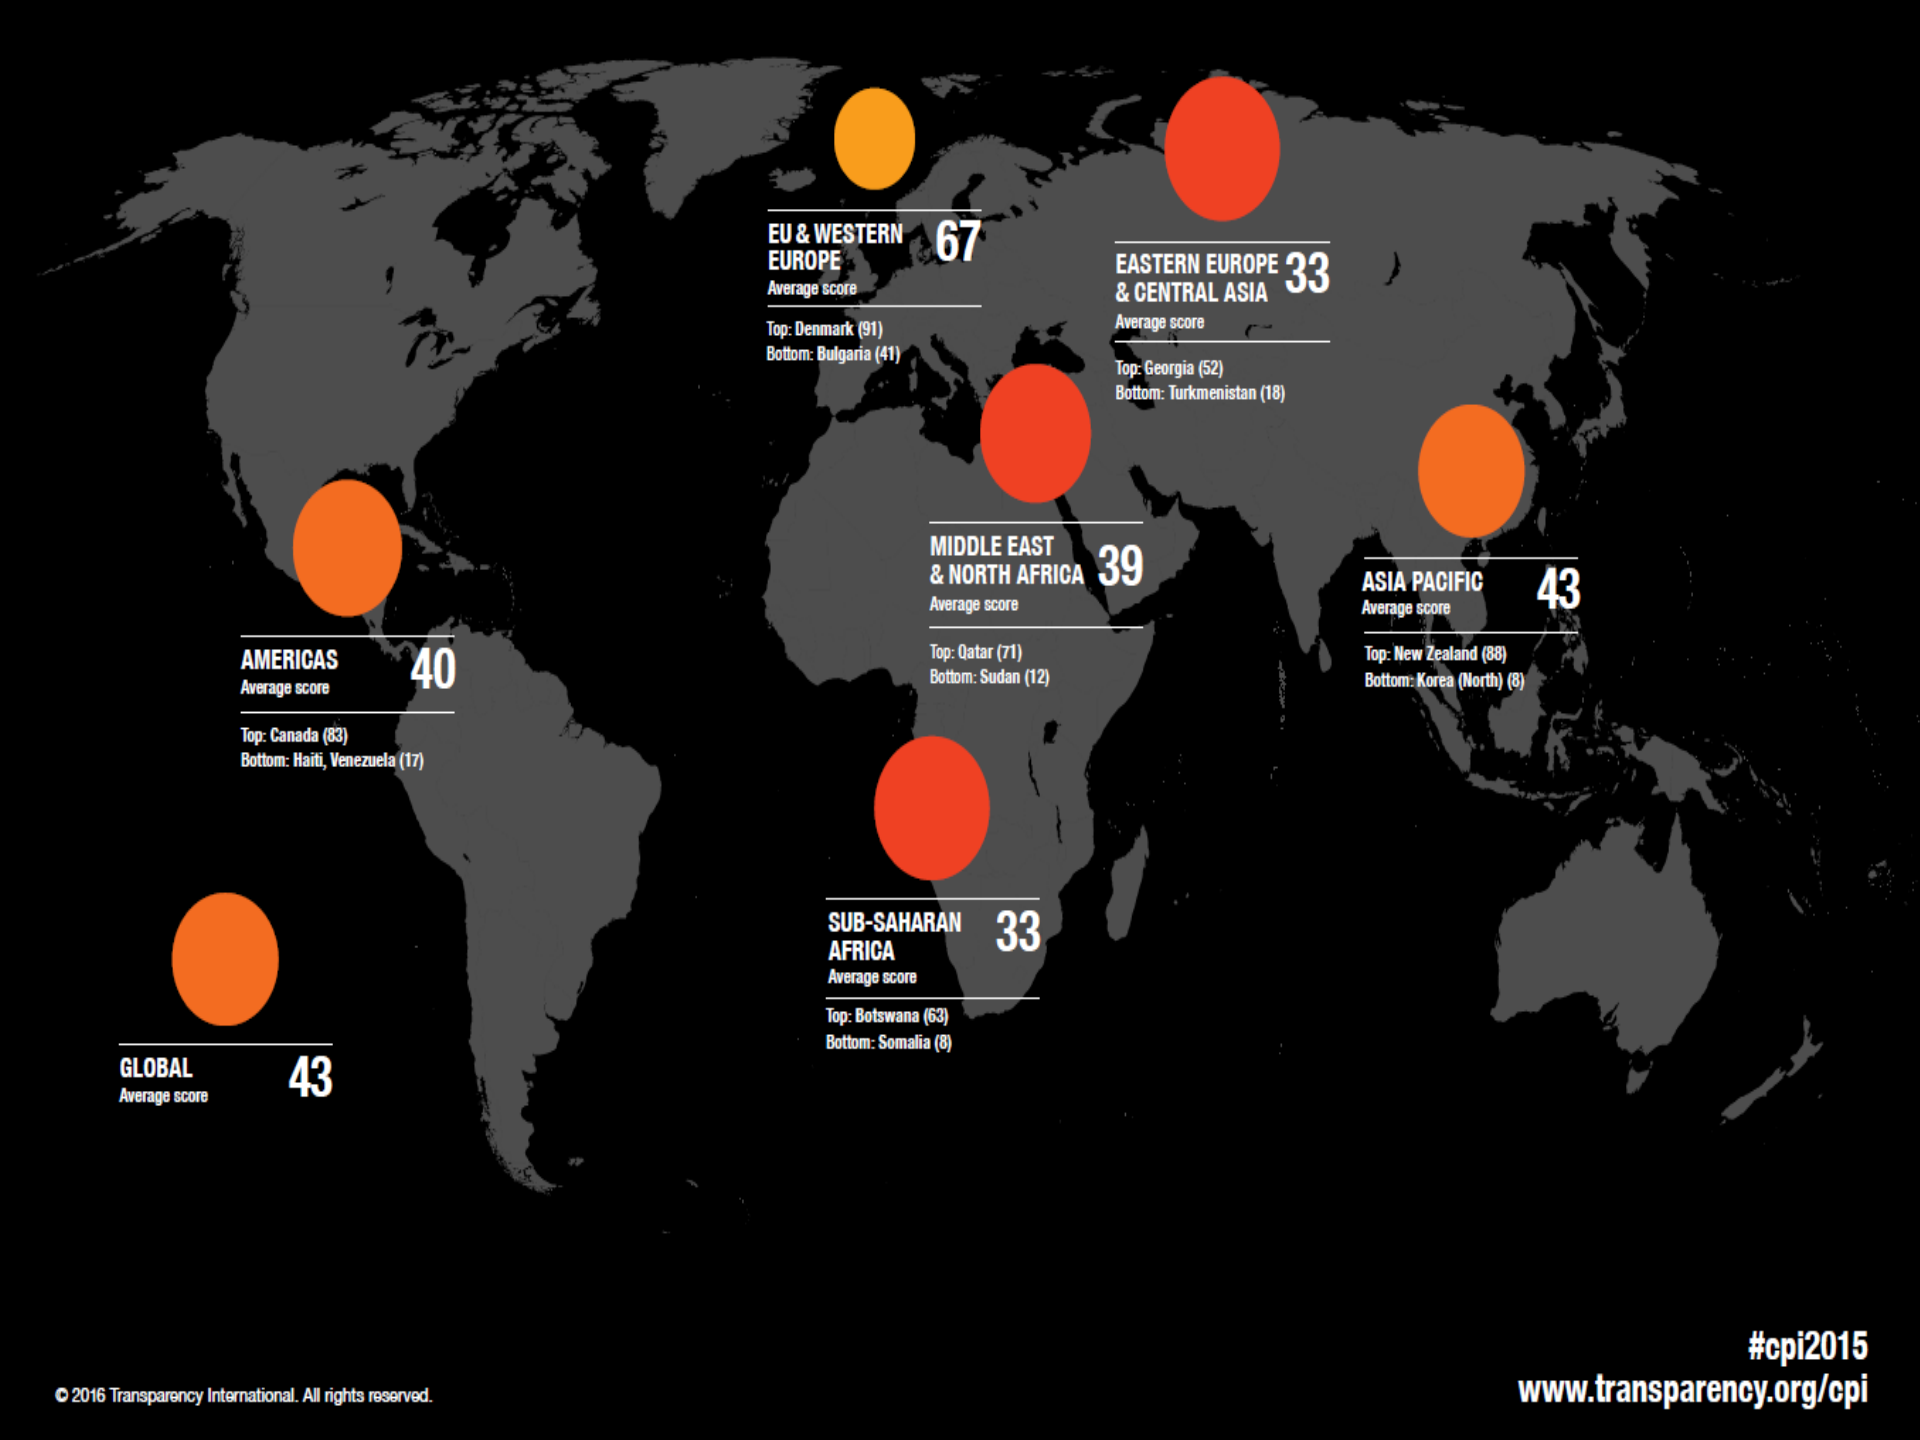 EU & WESTERN
EUROPE
67
Average score
Top: Denmark (91)
Bottom: Bulgaria (41)
EASTERN EUROPE
& CENTRAL ASIA
33
Average score
Top: Georgia (52)
Bottom: Turkmenistan (18)
MIDDLE EAST
& NORTH AFRICA
39
Average score
Top: Qatar (71)
Bottom: Sudan (12)
ASIA PACIFIC
43
Average score
Top: New Zealand (88)
Bottom: Korea (North) (8)
AMERICAS
40
Average score
Top: Canada (83)
Bottom: Haiti, Venezuela (17)
SUB-SAHARAN
AFRICA
33
Average score
Top: Botswana (63)
Bottom: Somalia (8)
GLOBAL
43
Average score
#cpi2015
www.transparency.org/cpi
© 2016 Transparency International. All rights reserved.